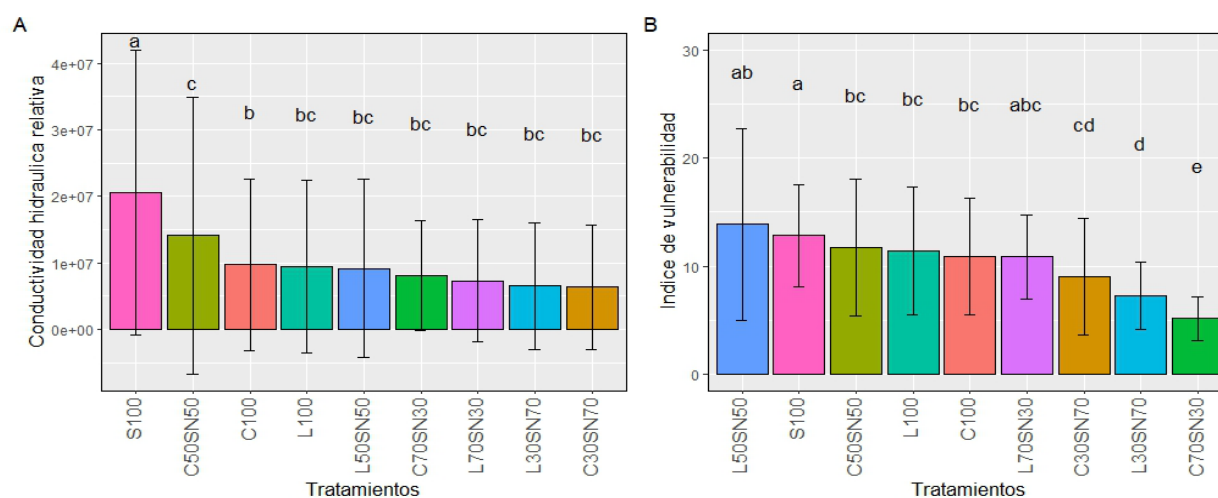 A
Conductividad hidraulica relativa
4e+07
3e+07
2e+07
1e+07
0e+00
a
c
b
bc
bc
bc
bc
bc
bc
S100
C50SN50
C100
L100
L50SN50
C70SN30
L70SN30
L30SN70
C30SN70
Tratamientos
B
Indice de vulnerabilidad
30
20
10
0
ab
a
bc
bc
bc
abc
cd
d
e
L50SN50
S100
C50SN50
L100
C100
L70SN30
C30SN70
L30SN70
C70SN30
Tratamientos